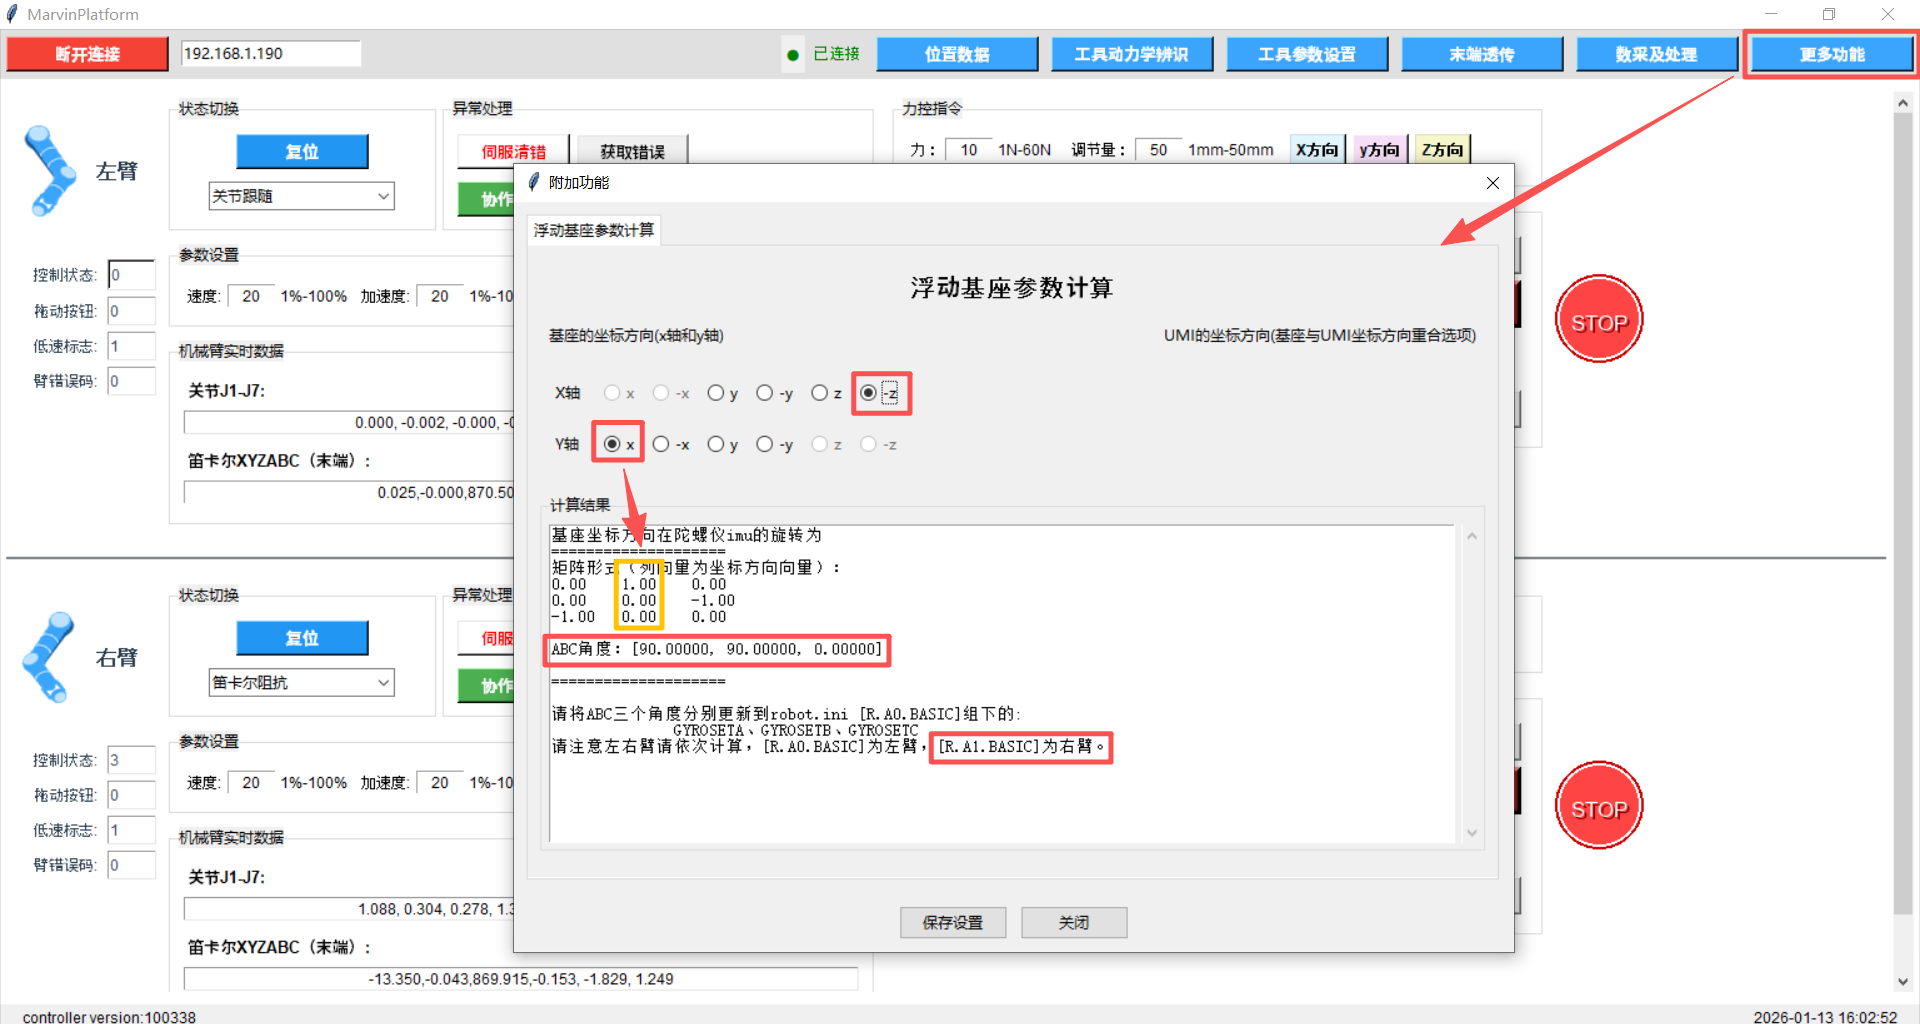 MarvinPlatform
断开连接
192.168.1.190
已连接
位置数据
工具动力学辨识
工具参数设置
末端透传
数采及处理
更多功能
左臂
状态切换
复位
关节跟随
异常处理
伺服清错
获取错误
协作
力控指令
力：
10
1N-60N
调节量：
50
1mm-50mm
X方向
y方向
Z方向
控制状态:
0
拖动按钮:
0
低速标志:
1
臂错误码:
0
参数设置
速度:
20
1%-100%
加速度:
20
1%-10
机械臂实时数据
关节J1-J7:
0.000, -0.002, -0.000, -0
笛卡尔XYZABC（末端）:
0.025,-0.000,870.50
STOP
附加功能
浮动基座参数计算
浮动基座参数计算
基座的坐标方向(x轴和y轴)
UMI的坐标方向(基座与UMI坐标方向重合选项)
X轴
x
-x
y
-y
z
-z
Y轴
x
-x
y
-y
z
-z
计算结果
基座坐标方向在陀螺仪imu的旋转为
====================
矩阵形式（列向量为坐标方向向量）:
0.00 1.00 0.00
0.00 0.00 -1.00
-1.00 0.00 0.00
ABC角度: [90.00000, 90.00000, 0.00000]
====================
请将ABC三个角度分别更新到robot.ini [R.A0.BASIC]组下的:
GYROSETA、GYROSETB、GYROSETC
请注意左右臂请依次计算, [R.A0.BASIC]为左臂, [R.A1.BASIC]为右臂。
保存设置
关闭
右臂
状态切换
复位
笛卡尔阻抗
异常处理
伺服
协作
控制状态:
3
拖动按钮:
0
低速标志:
1
臂错误码:
0
参数设置
速度:
20
1%-100%
加速度:
20
1%-10
机械臂实时数据
关节J1-J7:
1.088, 0.304, 0.278, 1.3
笛卡尔XYZABC（末端）:
-13.350,-0.043,869.915,-0.153, -1.829, 1.249
STOP
controller version:100338
2026-01-13 16:02:52